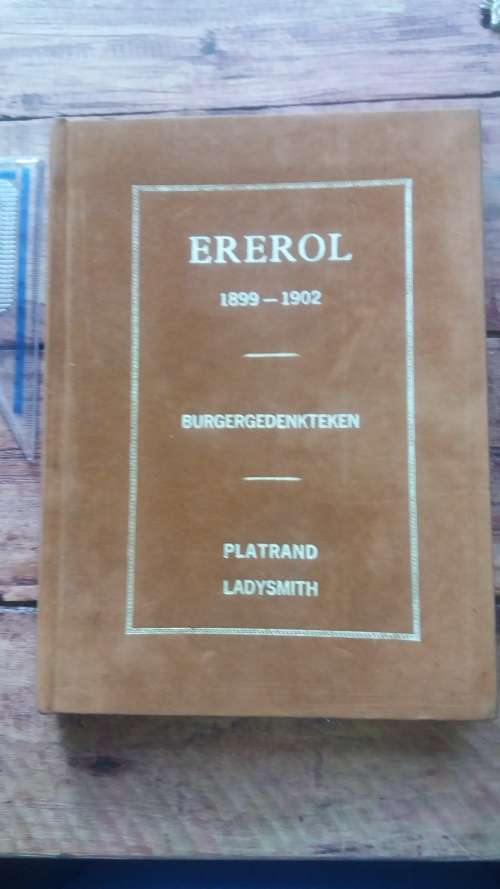 EREROL
1899 — 1902
BURGERGEDENKTEKEN
PLATRAND
LADYSMITH